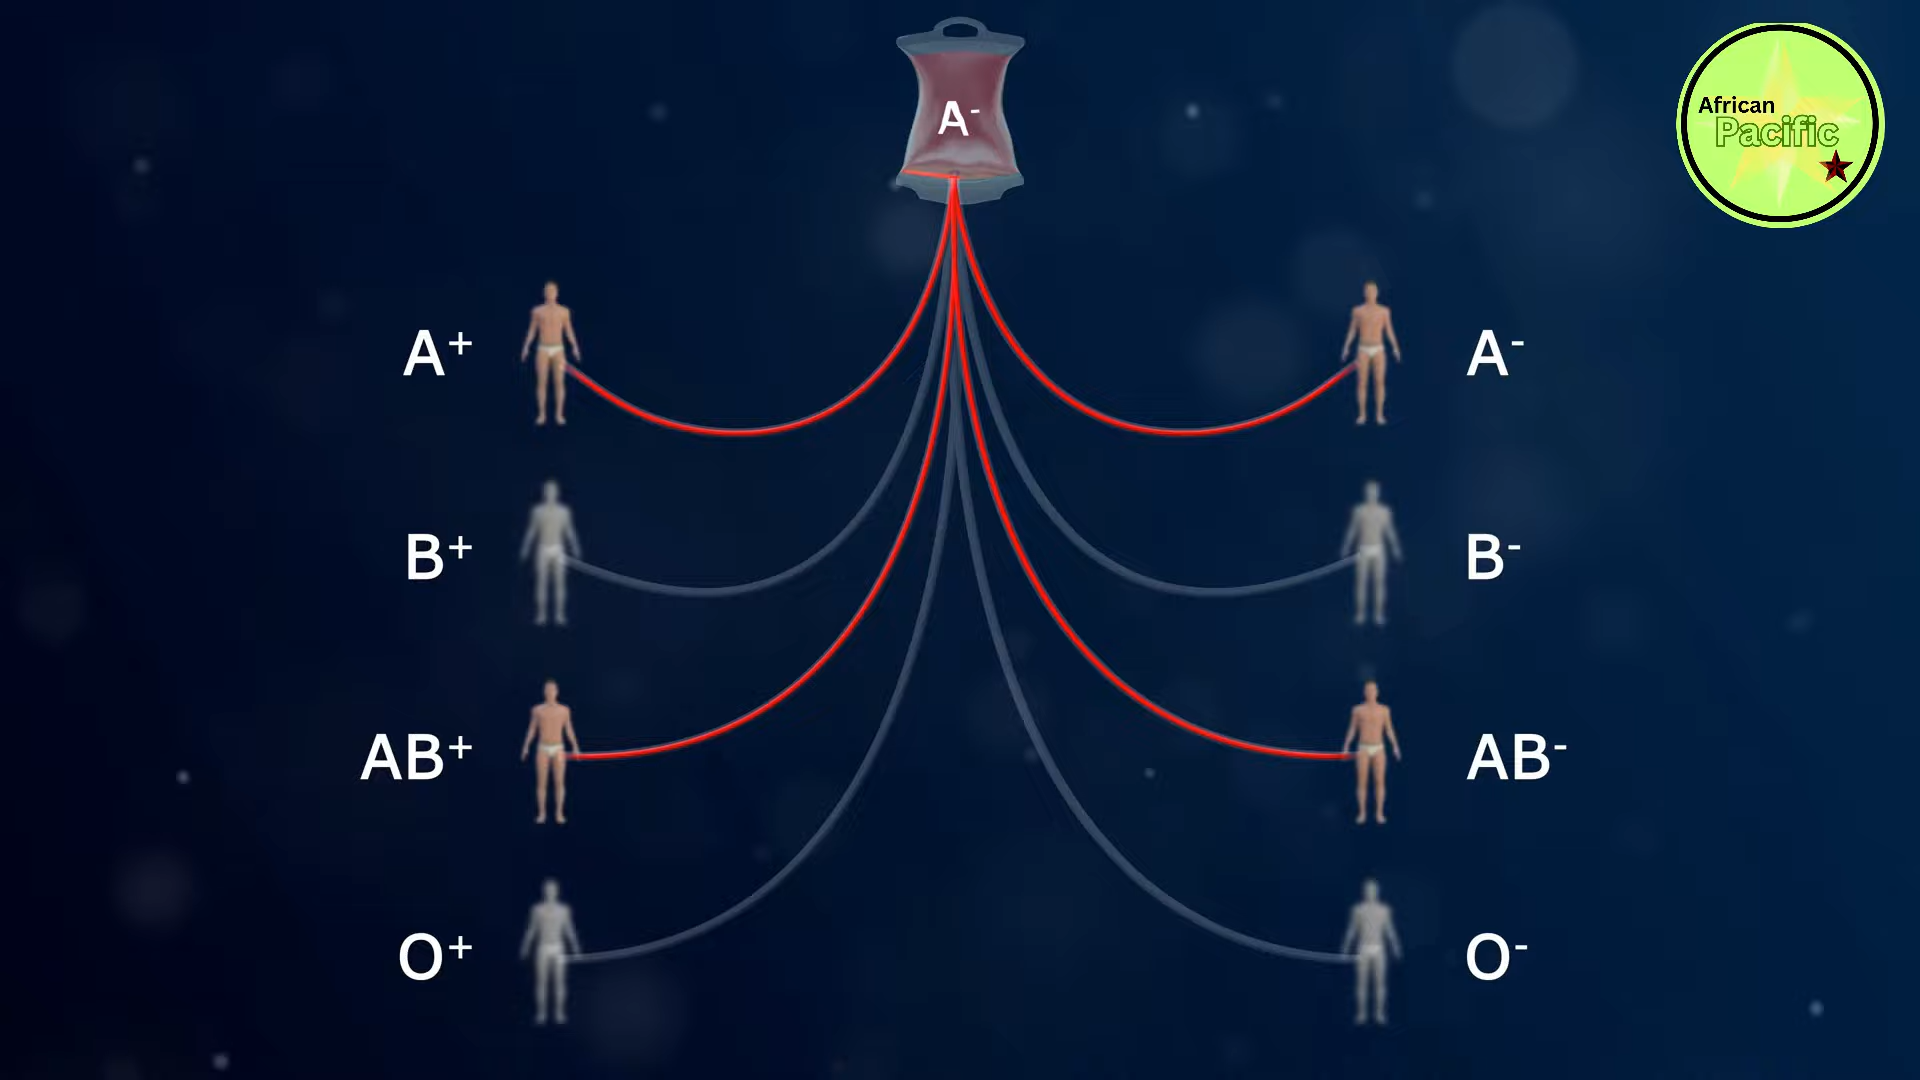 A-
African
Pacific
A+
A-
B+
B-
AB+
AB-
O+
O-